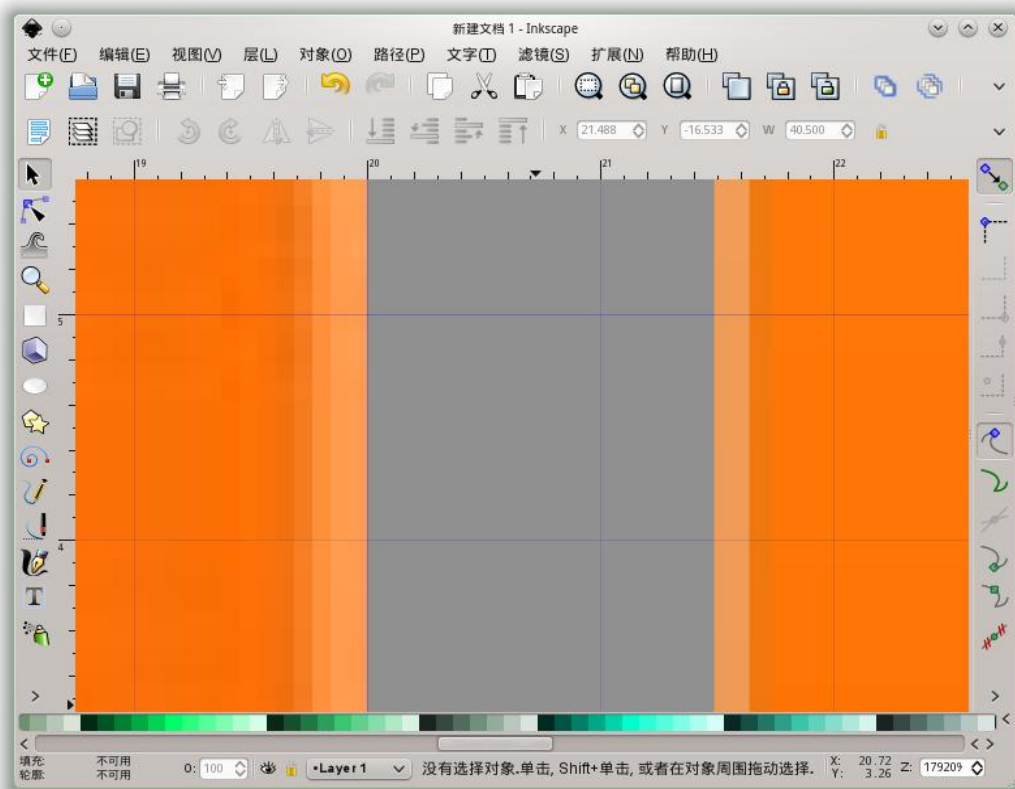 新建文档 1 - Inkscape
文件(F) 编辑(E) 视图(V) 层(L) 对象(O) 路径(P) 文字(T) 滤镜(S) 扩展(N) 帮助(H)
X 21.488 Y -16.533 W 40.500
19 20 21 22
5
4
填充: 不可用
轮廓: 不可用
O: 100 •Layer 1 没有选择对象.单击, Shift+单击, 或者在对象周围拖动选择. X: 20.72 Z: 179209
Y: 3.26